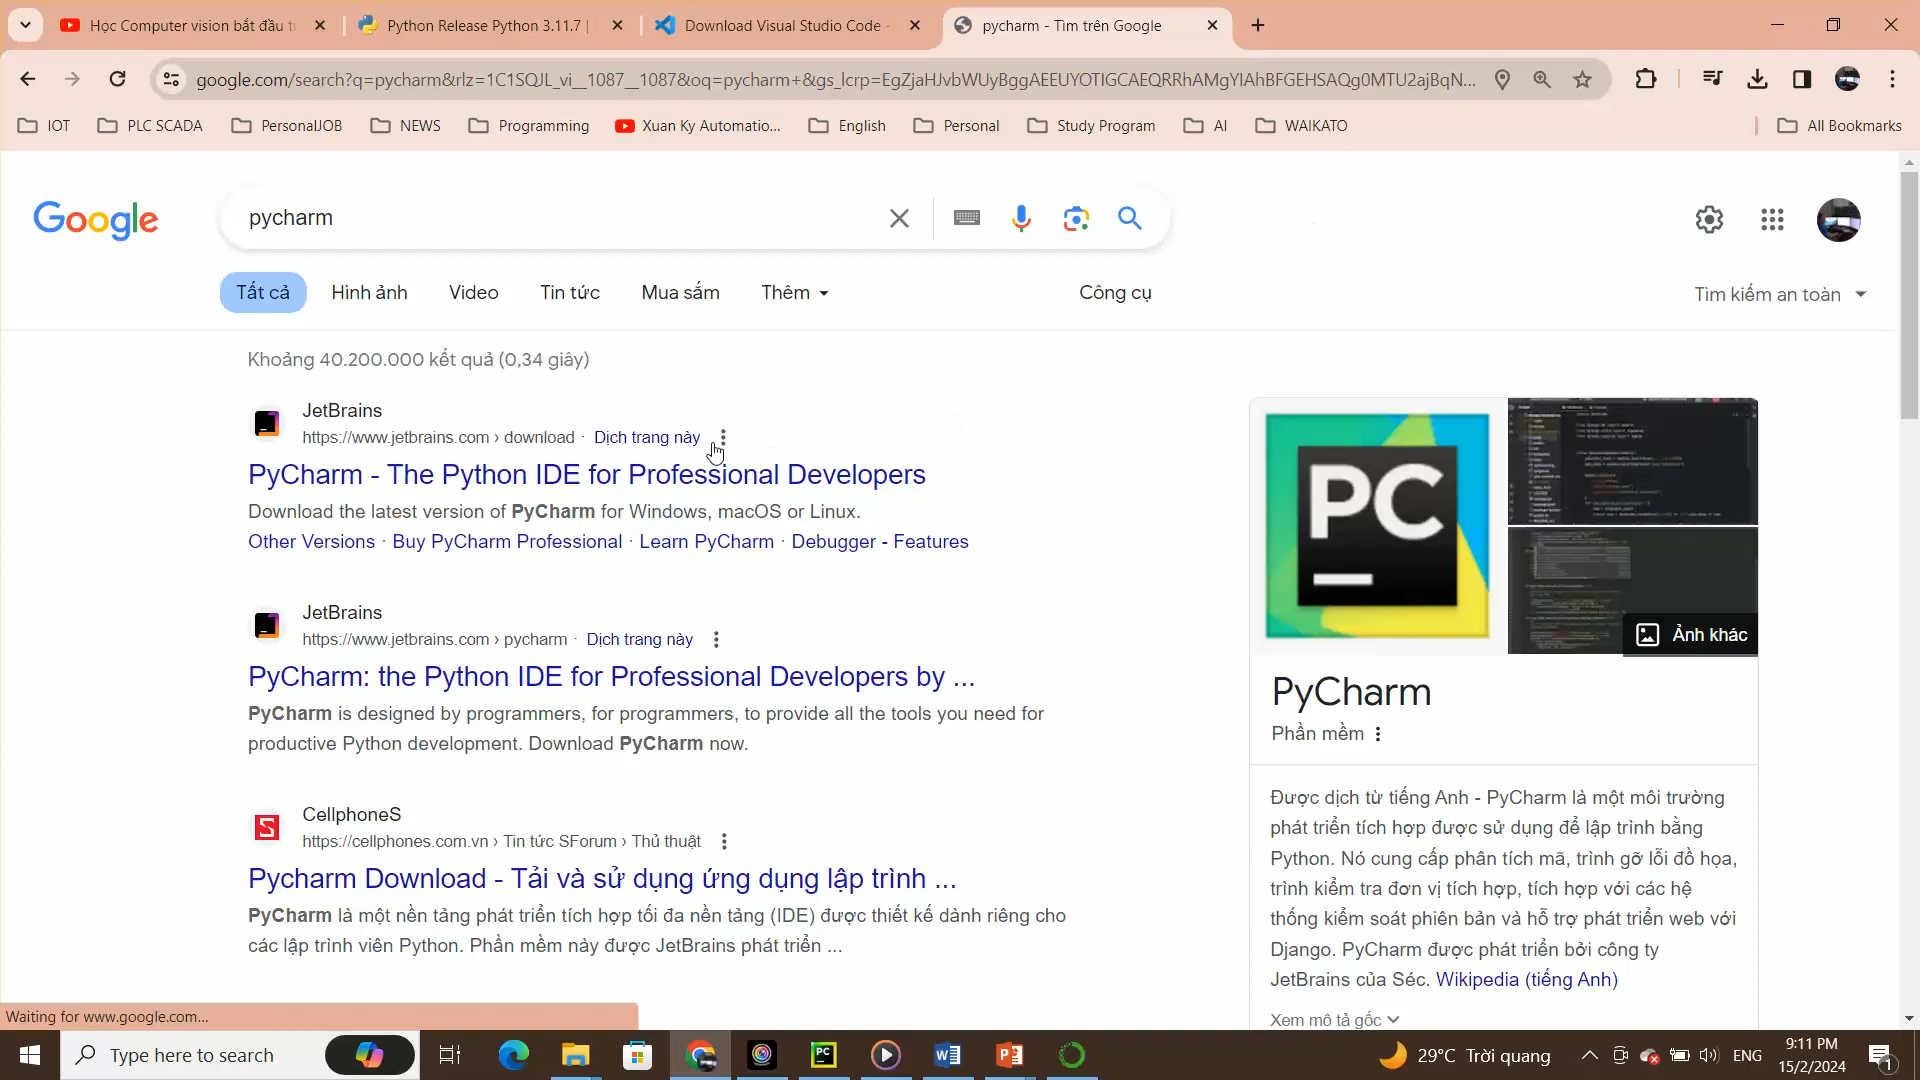 Học Computer vision bắt đầu từ
Python Release Python 3.11.7 |
Download Visual Studio Code -
pycharm - Tìm trên Google
google.com/search?q=pycharm&rlz=1C1SQJL_vi__1087__1087&oq=pycharm+&gs_lcrp=EgZjaHJvbWUyBggAEEUYOTIGCAEQRRhAMgYIAhBFGEHSAQg0MTU2ajBqN...
IOT
PLC SCADA
PersonalJOB
NEWS
Programming
Xuan Ky Automatio...
English
Personal
Study Program
AI
WAIKATO
All Bookmarks
Google
pycharm
Tất cả
Hình ảnh
Video
Tin tức
Mua sắm
Thêm
Công cụ
Tìm kiếm an toàn
Khoảng 40.200.000 kết quả (0,34 giây)
JetBrains
https://www.jetbrains.com › download · Dịch trang này
PyCharm - The Python IDE for Professional Developers
Download the latest version of PyCharm for Windows, macOS or Linux.
Other Versions · Buy PyCharm Professional · Learn PyCharm · Debugger - Features
JetBrains
https://www.jetbrains.com › pycharm · Dịch trang này
PyCharm: the Python IDE for Professional Developers by ...
PyCharm is designed by programmers, for programmers, to provide all the tools you need for
productive Python development. Download PyCharm now.
CellphoneS
https://cellphones.com.vn › Tin tức SForum › Thủ thuật
Pycharm Download - Tải và sử dụng ứng dụng lập trình ...
PyCharm là một nền tảng phát triển tích hợp tối đa nền tảng (IDE) được thiết kế dành riêng cho
các lập trình viên Python. Phần mềm này được JetBrains phát triển ...
PC
Ảnh khác
PyCharm
Phần mềm
Được dịch từ tiếng Anh - PyCharm là một môi trường
phát triển tích hợp được sử dụng để lập trình bằng
Python. Nó cung cấp phân tích mã, trình gỡ lỗi đồ họa,
trình kiểm tra đơn vị tích hợp, tích hợp với các hệ
thống kiểm soát phiên bản và hỗ trợ phát triển web với
Django. PyCharm được phát triển bởi công ty
JetBrains của Séc. Wikipedia (tiếng Anh)
Xem mô tả gốc
Waiting for www.google.com...
Type here to search
PC
29°C Trời quang
ENG
9:11 PM
15/2/2024
1